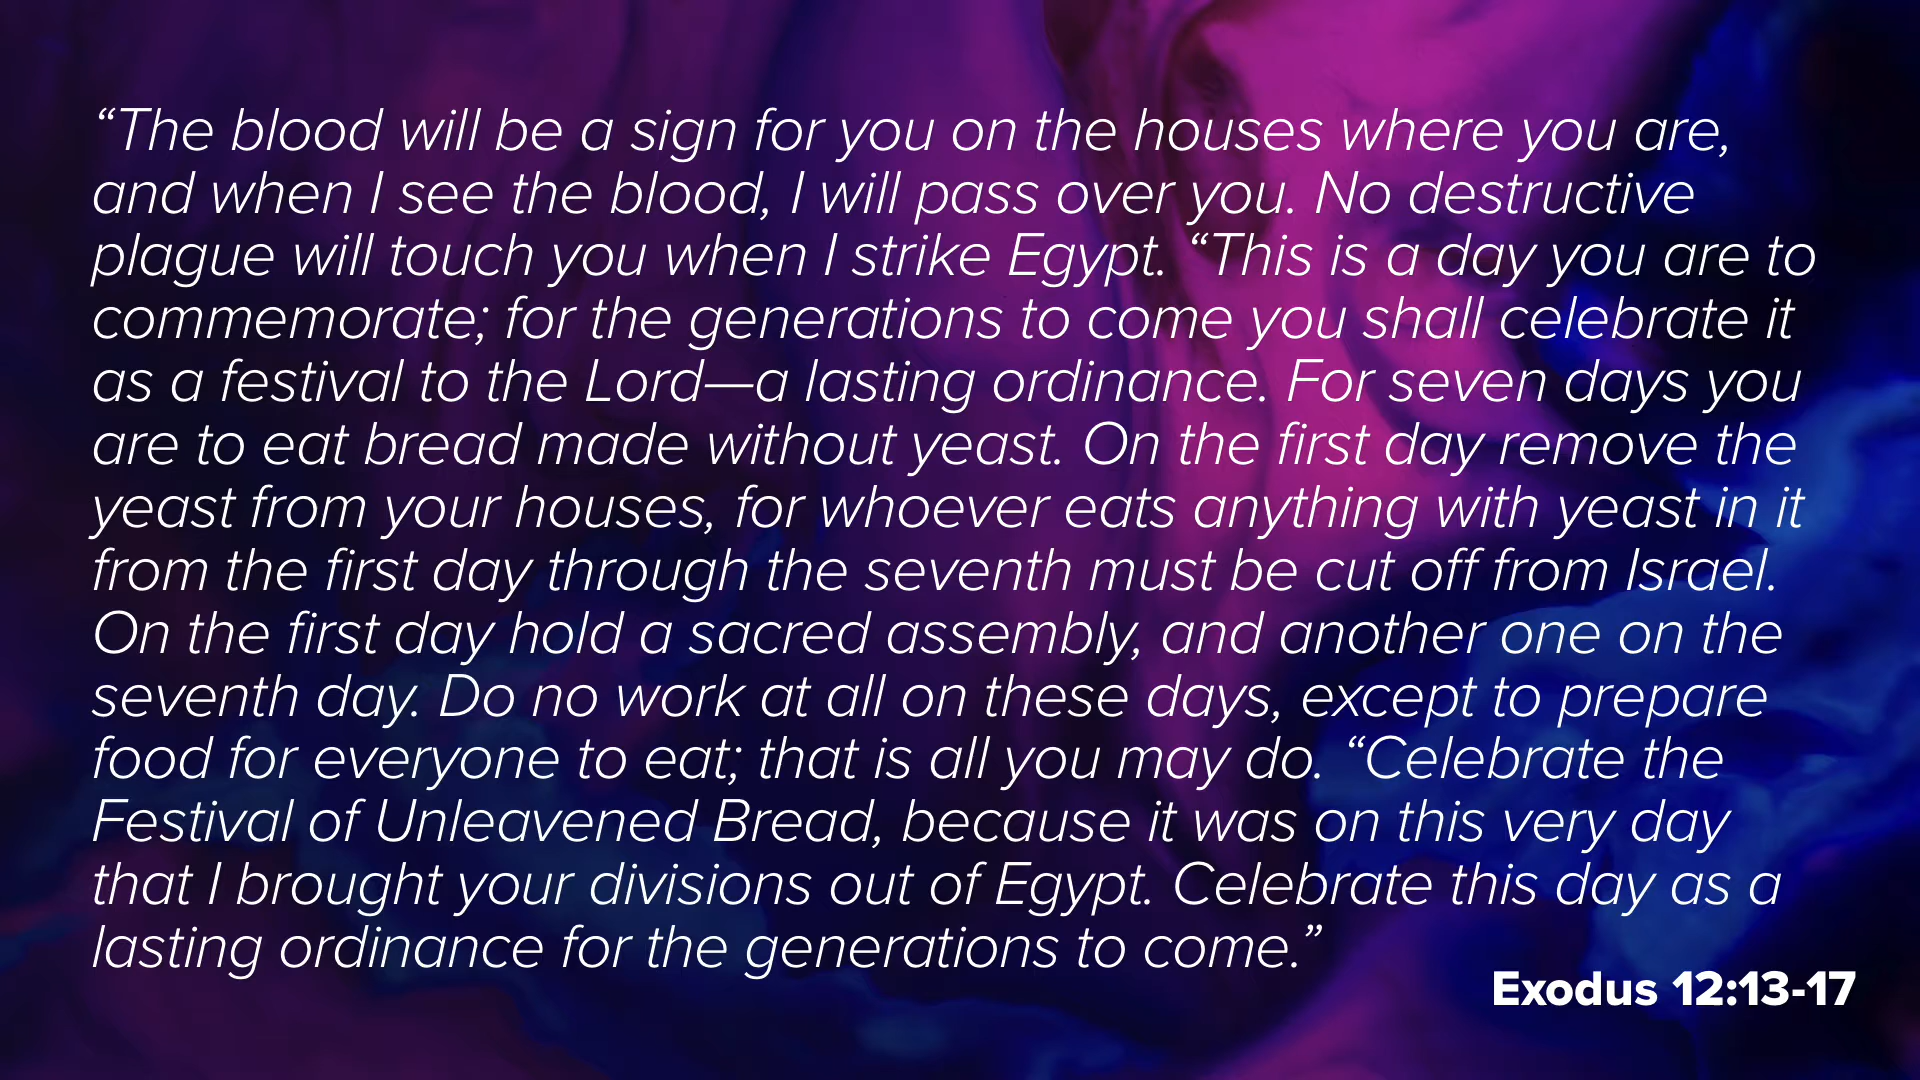 “The blood will be a sign for you on the houses where you are,
and when I see the blood, I will pass over you. No destructive
plague will touch you when I strike Egypt. “This is a day you are to
commemorate; for the generations to come you shall celebrate it
as a festival to the Lord—a lasting ordinance. For seven days you
are to eat bread made without yeast. On the first day remove the
yeast from your houses, for whoever eats anything with yeast in it
from the first day through the seventh must be cut off from Israel.
On the first day hold a sacred assembly, and another one on the
seventh day. Do no work at all on these days, except to prepare
food for everyone to eat; that is all you may do. “Celebrate the
Festival of Unleavened Bread, because it was on this very day
that I brought your divisions out of Egypt. Celebrate this day as a
lasting ordinance for the generations to come.”
Exodus 12:13-17